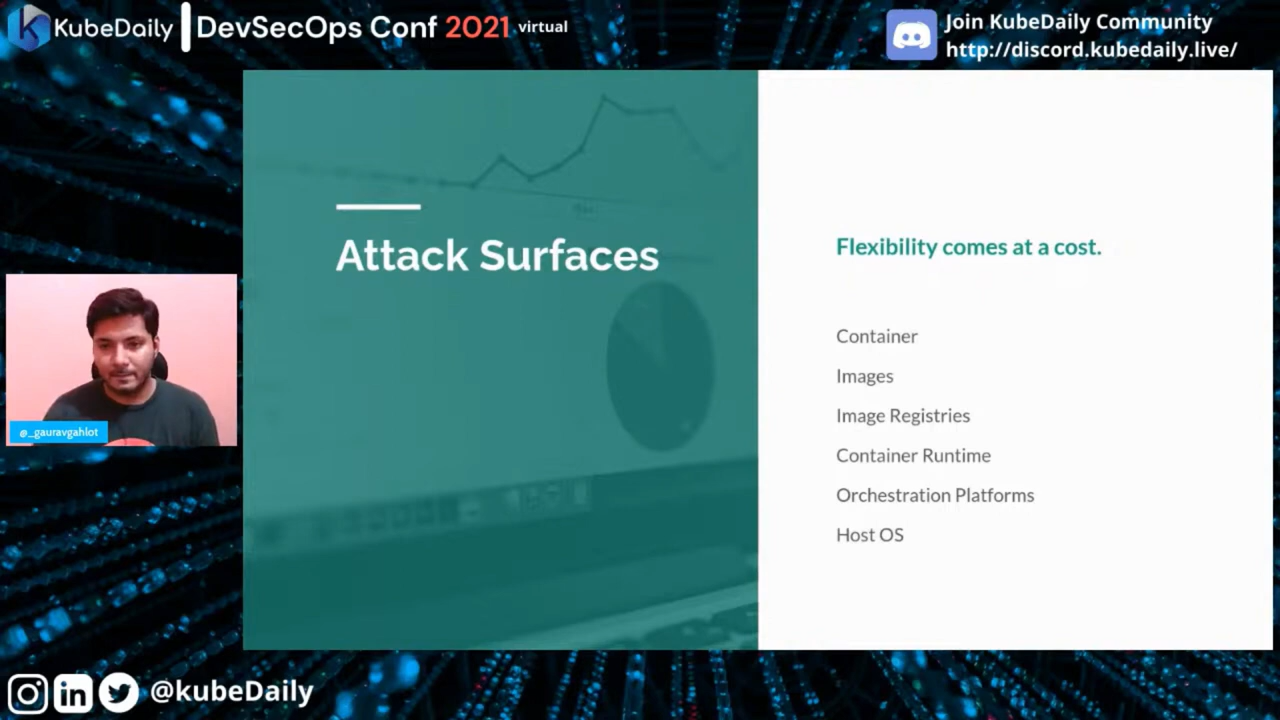 KubeDaily | DevSecOps Conf 2021 virtual
Join KubeDaily Community
http://discord.kubedaily.live/
Attack Surfaces
Flexibility comes at a cost.
Container
Images
Image Registries
Container Runtime
Orchestration Platforms
Host OS
@_gauravgahlot
@kubeDaily